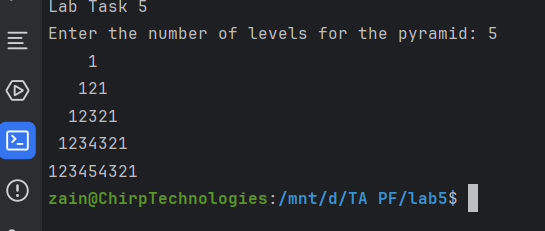 Lab Task 5
Enter the number of levels for the pyramid: 5
    1
   121
  12321
 1234321
123454321
zain@ChirpTechnologies:/mnt/d/TA PF/lab5$